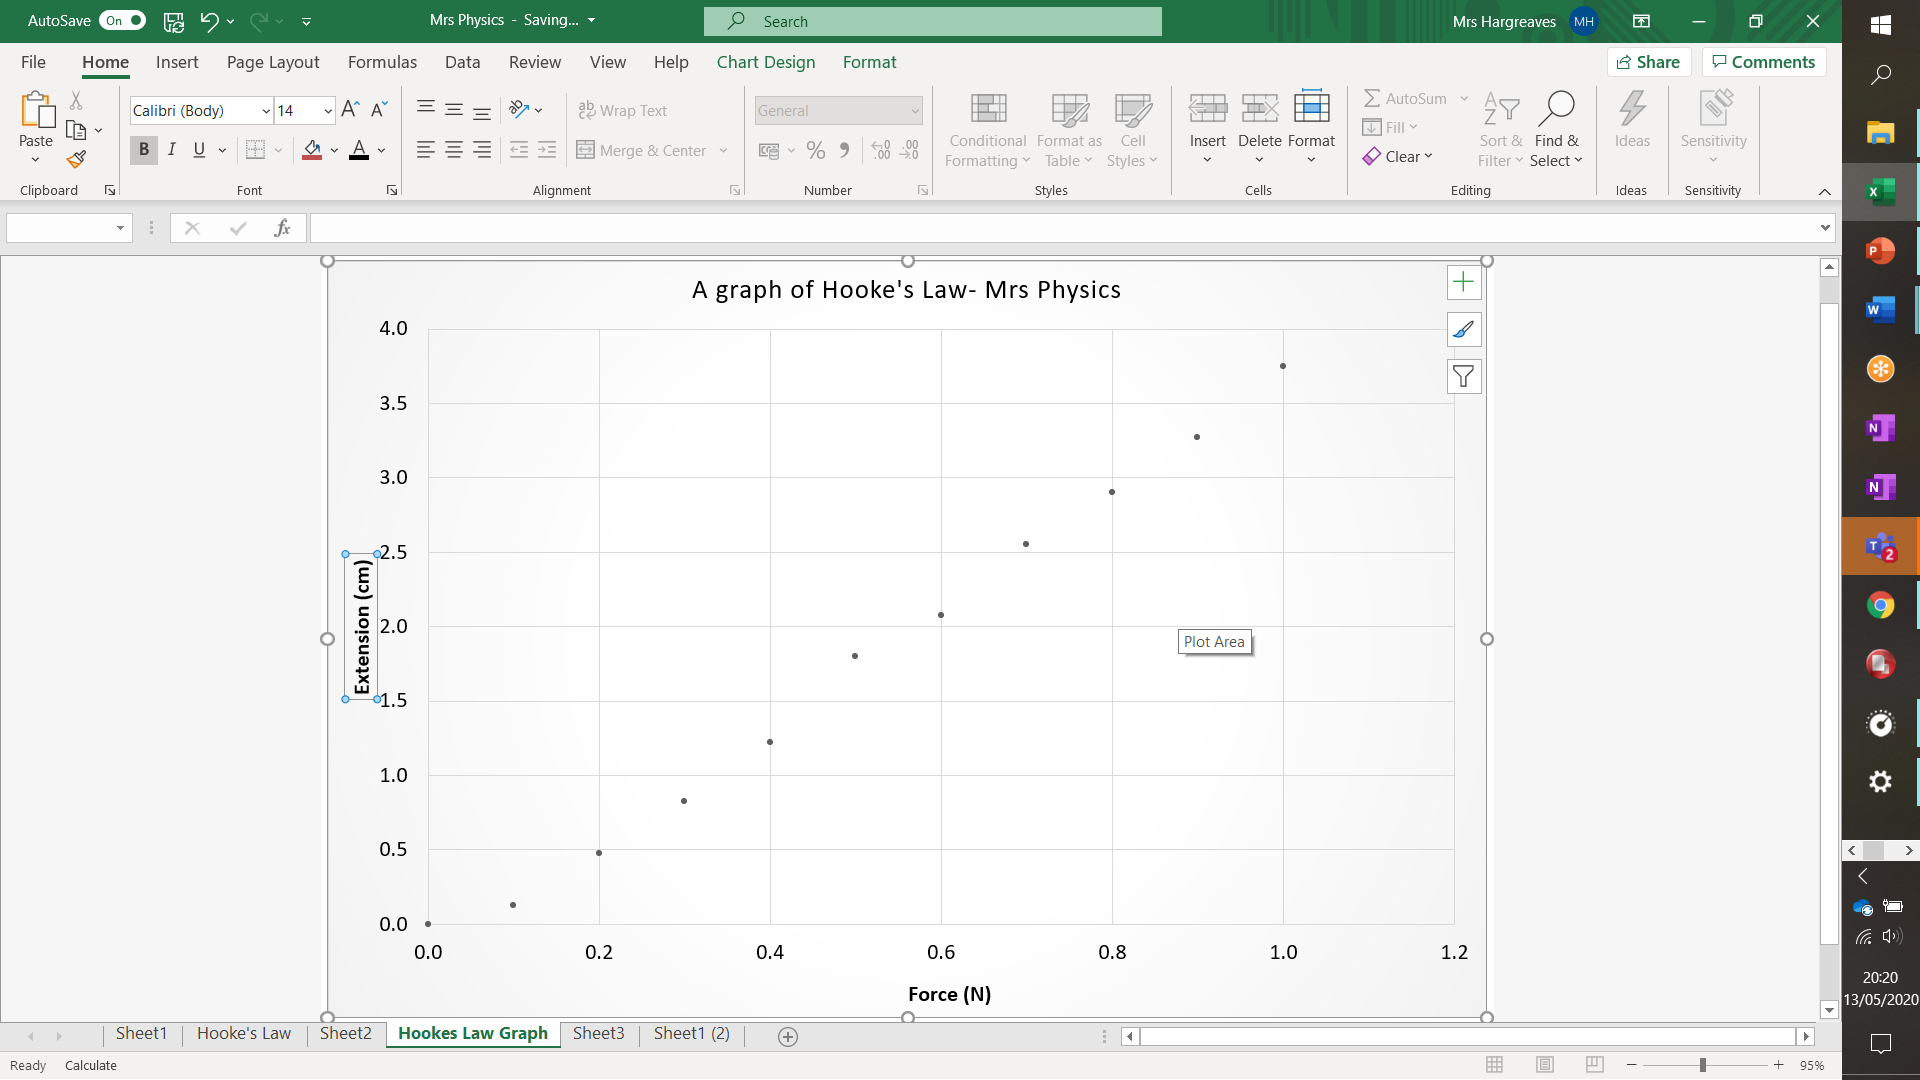 AutoSave On Mrs Physics - Saving... Search Mrs Hargreaves MH
File Home Insert Page Layout Formulas Data Review View Help Chart Design Format Share Comments
Calibri (Body) 14 A A ab Wrap Text General AutoSum
Paste B I U A Merge & Center % Conditional Formatting Format as Table Cell Styles Insert Delete Format Fill Clear Sort & Filter Find & Select Ideas Sensitivity
Clipboard Font Alignment Number Styles Cells Editing Ideas Sensitivity
fx
A graph of Hooke's Law- Mrs Physics
4.0
3.5
3.0
2.5
2.0
1.5
1.0
0.5
0.0
Extension (cm)
Plot Area
0.0 0.2 0.4 0.6 0.8 1.0 1.2
Force (N)
Sheet1 Hooke's Law Sheet2 Hookes Law Graph Sheet3 Sheet1 (2)
Ready Calculate 95%
X
P
W
N
N
T 2
20:20
13/05/2020